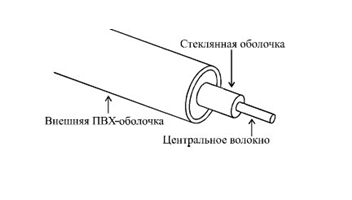 Стеклянная оболочка
Внешняя ПВХ-оболочка
Центральное волокно